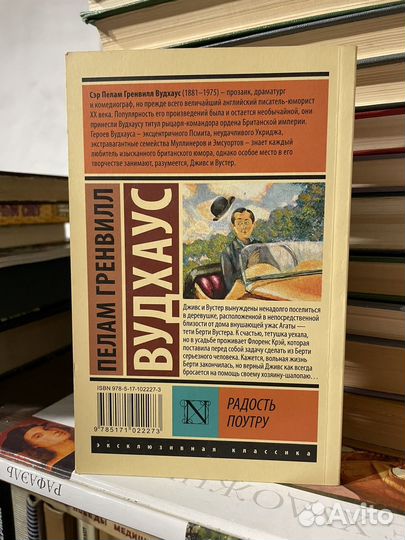 Сэр Пелам Гренвилл Вудхаус (1881–1975) – прозаик, драматург
и комедиограф, но прежде всего величайший английский писатель-юморист
XX века. Популярность его произведений была и остается необычайной, они
принесли Вудхаусу титул рыцаря-командора ордена Британской империи.
Героев Вудхауса – эксцентричного Псмита, неудачливого Укриджа,
экстравагантные семейства Муллинеров и Эмсуортов – знает каждый
любитель изысканного британского юмора, однако особое место в его
творчестве занимают, разумеется, Дживс и Вустер.
ПЕЛАМ ГРЕНВИЛЛ
ВУДХАУС
Дживс и Вустер вынуждены ненадолго поселиться
в деревушке, расположенной в непосредственной
близости от дома внушающей ужас Агаты —
тети Берти Вустера. К счастью, тетушка уехала,
но в усадьбе проживает Флоренс Крэй, которая
поставила перед собой задачу сделать из Берти
серьезного человека. Кажется, вольная жизнь
Берти закончилась, но верный Дживс как всегда
бросается на помощь своему хозяину-шалопаю…
ISBN 978-5-17-102227-3
9 785171 022273
N
РАДОСТЬ
ПОУТРУ
эксклюзивная классика
РАФАЭЛЬ
Avito